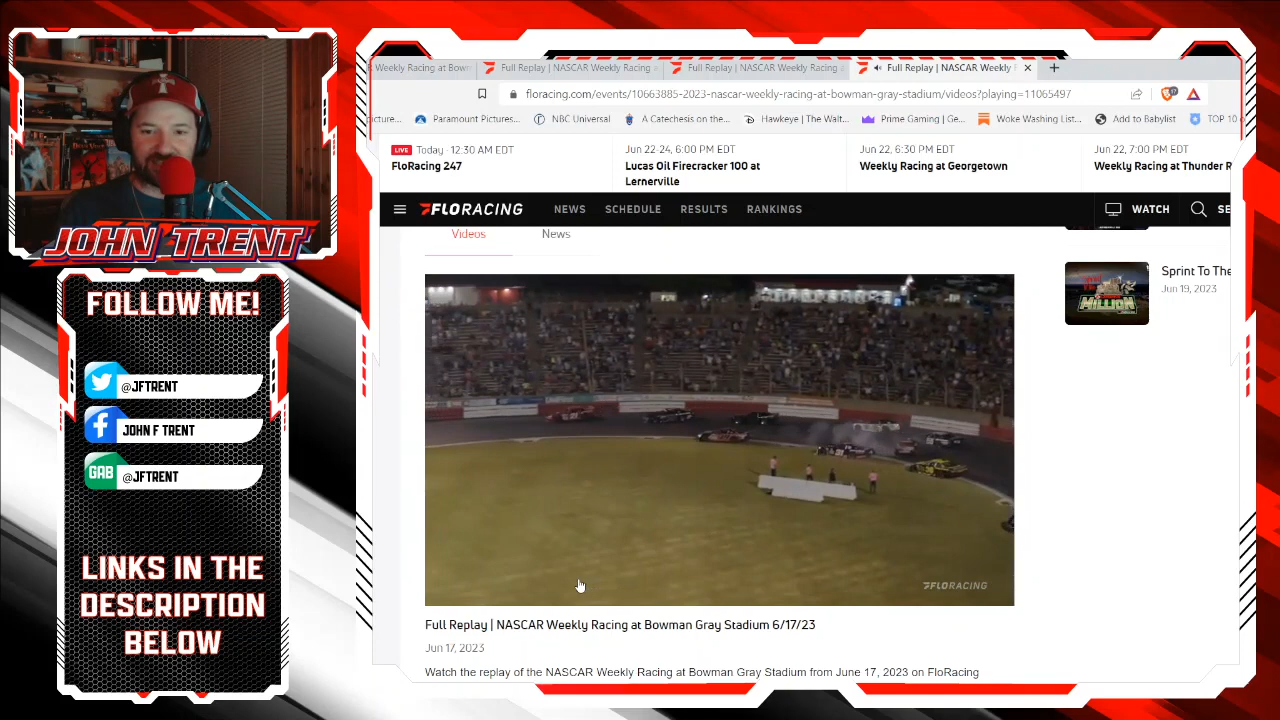 JOHN TRENT
FOLLOW ME!
@JFTRENT
JOHN F TRENT
GAB
@JFTRENT
LINKS IN THE
DESCRIPTION
BELOW
Weekly Racing at Bown
Full Replay | NASCAR Weekly Racing a
Full Replay | NASCAR Weekly Racing a
Full Replay | NASCAR Weekly F
floracing.com/events/10663885-2023-nascar-weekly-racing-at-bowman-gray-stadium/videos?playing=11065497
picture...
Paramount Pictures...
NBC Universal
A Catechesis on the...
Hawkeye | The Walt...
Prime Gaming | Ge...
Woke Washing List...
Add to Babylist
TOP 10
LIVE Today · 12:30 AM EDT
FloRacing 247
Jun 22-24, 6:00 PM EDT
Lucas Oil Firecracker 100 at
Lernerville
Jun 22, 6:30 PM EDT
Weekly Racing at Georgetown
Jun 22, 7:00 PM EDT
Weekly Racing at Thunder R
FLORACING
NEWS
SCHEDULE
RESULTS
RANKINGS
WATCH
SE
Videos
News
Sprint To The
Jun 19, 2023
MILLION
FLORACING
Full Replay | NASCAR Weekly Racing at Bowman Gray Stadium 6/17/23
Jun 17, 2023
Watch the replay of the NASCAR Weekly Racing at Bowman Gray Stadium from June 17, 2023 on FloRacing